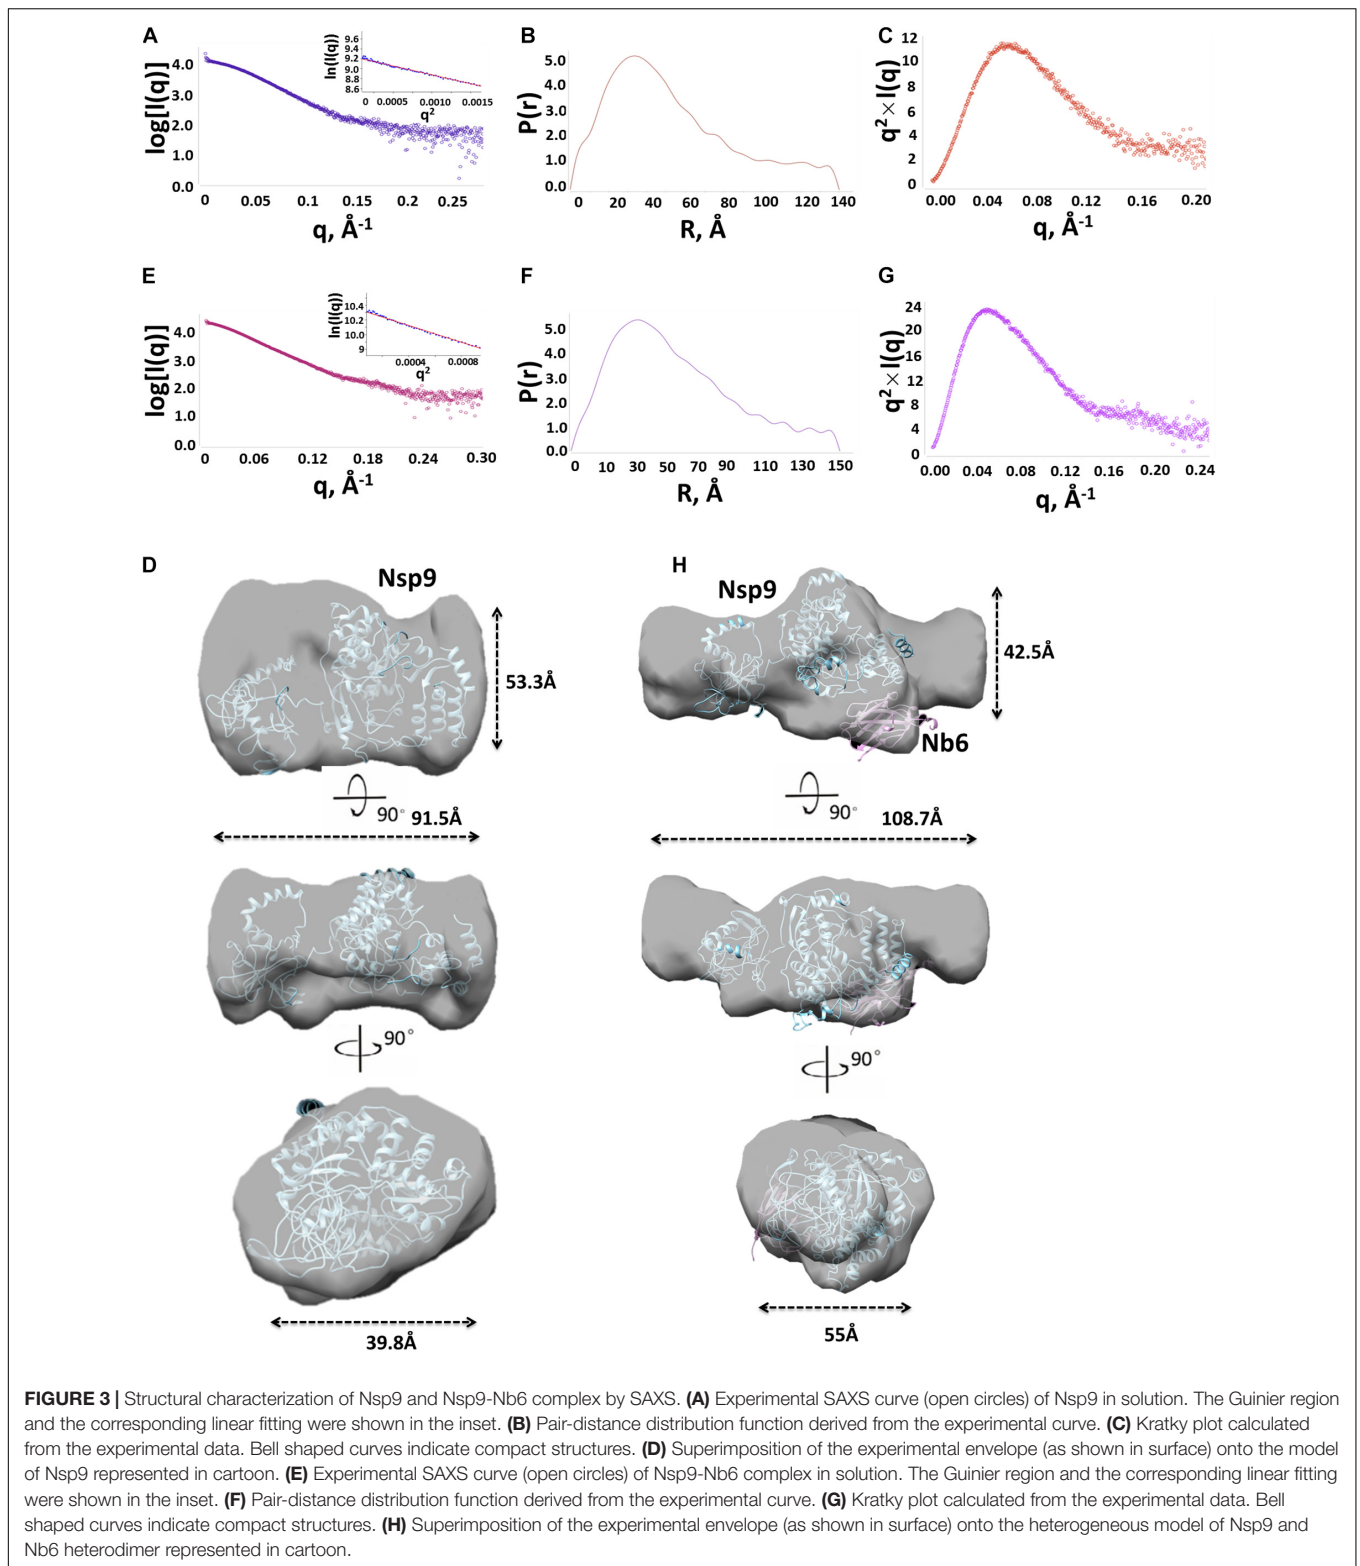 A
log[I(q)]
4.0
3.0
2.0
1.0
0.0
0 0.05 0.1 0.15 0.2 0.25
q, Å-1
ln(I(q))
9.6
9.4
9.2
9.0
8.8
8.6
0 0.0005 0.0010 0.0015
q2
B
P(r)
5.0
4.0
3.0
2.0
1.0
0.0
0 20 40 60 80 100 120 140
R, Å
C
q2 × I(q)
12
10
8
6
4
2
0
0.00 0.04 0.08 0.12 0.16 0.20
q, Å-1
E
log[I(q)]
4.0
3.0
2.0
1.0
0.0
0 0.06 0.12 0.18 0.24 0.30
q, Å-1
ln(I(q))
10.4
10.2
10.0
9
0.0004 0.0008
q2
F
P(r)
5.0
4.0
3.0
2.0
1.0
0.0
0 10 30 50 70 90 110 130 150
R, Å
G
q2 × I(q)
24
20
16
12
8
4
0
0.00 0.04 0.08 0.12 0.16 0.20 0.24
q, Å-1
D
Nsp9
53.3Å
90°
91.5Å
90°
39.8Å
H
Nsp9
42.5Å
Nb6
90°
108.7Å
90°
55Å
FIGURE 3 | Structural characterization of Nsp9 and Nsp9-Nb6 complex by SAXS. (A) Experimental SAXS curve (open circles) of Nsp9 in solution. The Guinier region
and the corresponding linear fitting were shown in the inset. (B) Pair-distance distribution function derived from the experimental curve. (C) Kratky plot calculated
from the experimental data. Bell shaped curves indicate compact structures. (D) Superimposition of the experimental envelope (as shown in surface) onto the model
of Nsp9 represented in cartoon. (E) Experimental SAXS curve (open circles) of Nsp9-Nb6 complex in solution. The Guinier region and the corresponding linear fitting
were shown in the inset. (F) Pair-distance distribution function derived from the experimental curve. (G) Kratky plot calculated from the experimental data. Bell
shaped curves indicate compact structures. (H) Superimposition of the experimental envelope (as shown in surface) onto the heterogeneous model of Nsp9 and
Nb6 heterodimer represented in cartoon.